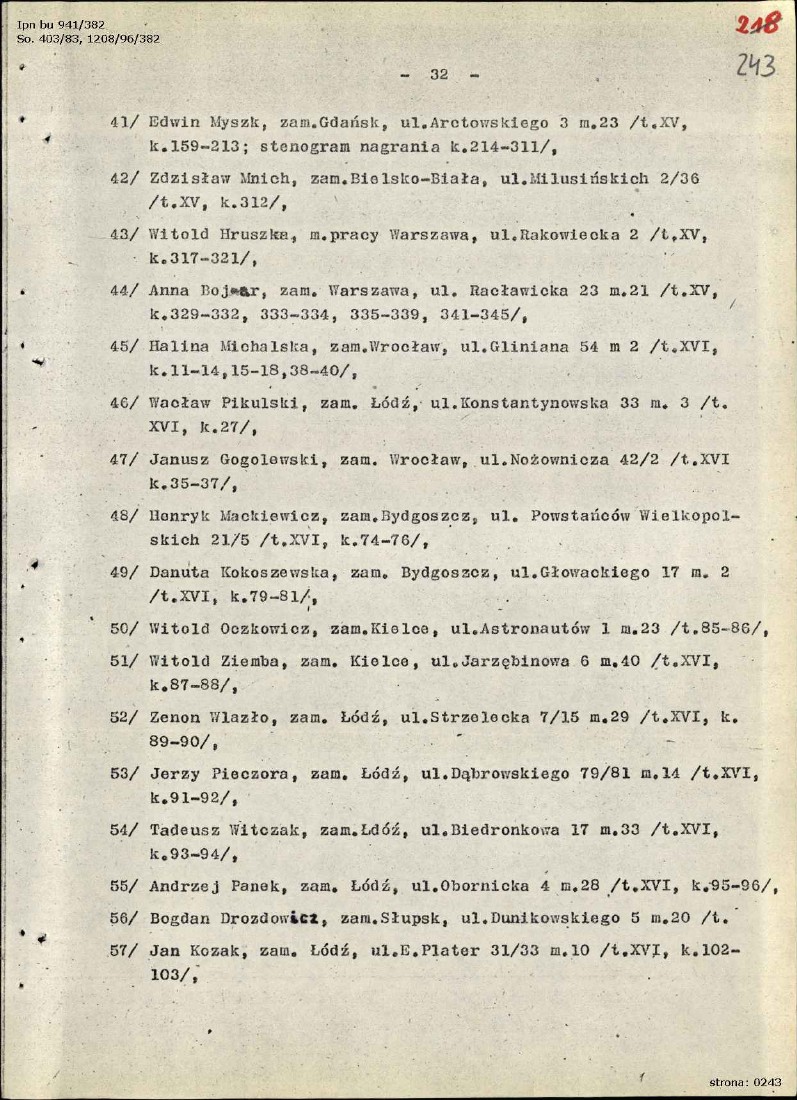 Ipn bu 941/382
So. 403/83, 1208/96/382
218
243
- 32 -
41/ Edwin Myszk, zam.Gdańsk, ul.Arctowskiego 3 m.23 /t.XV,
k.159-213; stenogram nagrania k.214-311/,
42/ Zdzisław Mnich, zam.Bielsko-Biała, ul.Milusińskich 2/36
/t.XV, k.312/,
43/ Witold Hruszka, m.pracy Warszawa, ul.Rakowiecka 2 /t.XV,
k.317-321/,
44/ Anna Bojmar, zam. Warszawa, ul. Racławicka 23 m.21 /t.XV,
k.329-332, 333-334, 335-339, 341-345/,
45/ Halina Michalska, zam.Wrocław, ul.Gliniana 54 m 2 /t.XVI,
k.11-14,15-18,38-40/,
46/ Wacław Pikulski, zam. Łódź, ul.Konstantynowska 33 m. 3 /t.
XVI, k.27/,
47/ Janusz Gogolewski, zam. Wrocław, ul.Nożownicza 42/2 /t.XVI
k.35-37/,
48/ Henryk Mackiewicz, zam.Bydgoszcz, ul. Powstańców Wielkopol-
skich 21/5 /t.XVI, k.74-76/,
49/ Danuta Kokoszewska, zam. Bydgoszcz, ul.Głowackiego 17 m. 2
/t.XVI, k.79-81/,
50/ Witold Oczkowicz, zam.Kielce, ul.Astronautów 1 m.23 /t.85-86/,
51/ Witold Ziemba, zam. Kielce, ul.Jarzębinowa 6 m.40 /t.XVI,
k.87-88/,
52/ Zenon Wlazło, zam. Łódź, ul.Strzelecka 7/15 m.29 /t.XVI, k.
89-90/,
53/ Jerzy Pieczora, zam. Łódź, ul.Dąbrowskiego 79/81 m.14 /t.XVI,
k.91-92/,
54/ Tadeusz Witczak, zam.Łdóź, ul.Biedronkowa 17 m.33 /t.XVI,
k.93-94/,
55/ Andrzej Panek, zam. Łódź, ul.Obornicka 4 m.28 /t.XVI, k.95-96/,
56/ Bogdan Drozdowicz, zam.Słupsk, ul.Dunikowskiego 5 m.20 /t.
57/ Jan Kozak, zam. Łódź, ul.E.Plater 31/33 m.10 /t.XVI, k.102-
103/,
strona: 0243